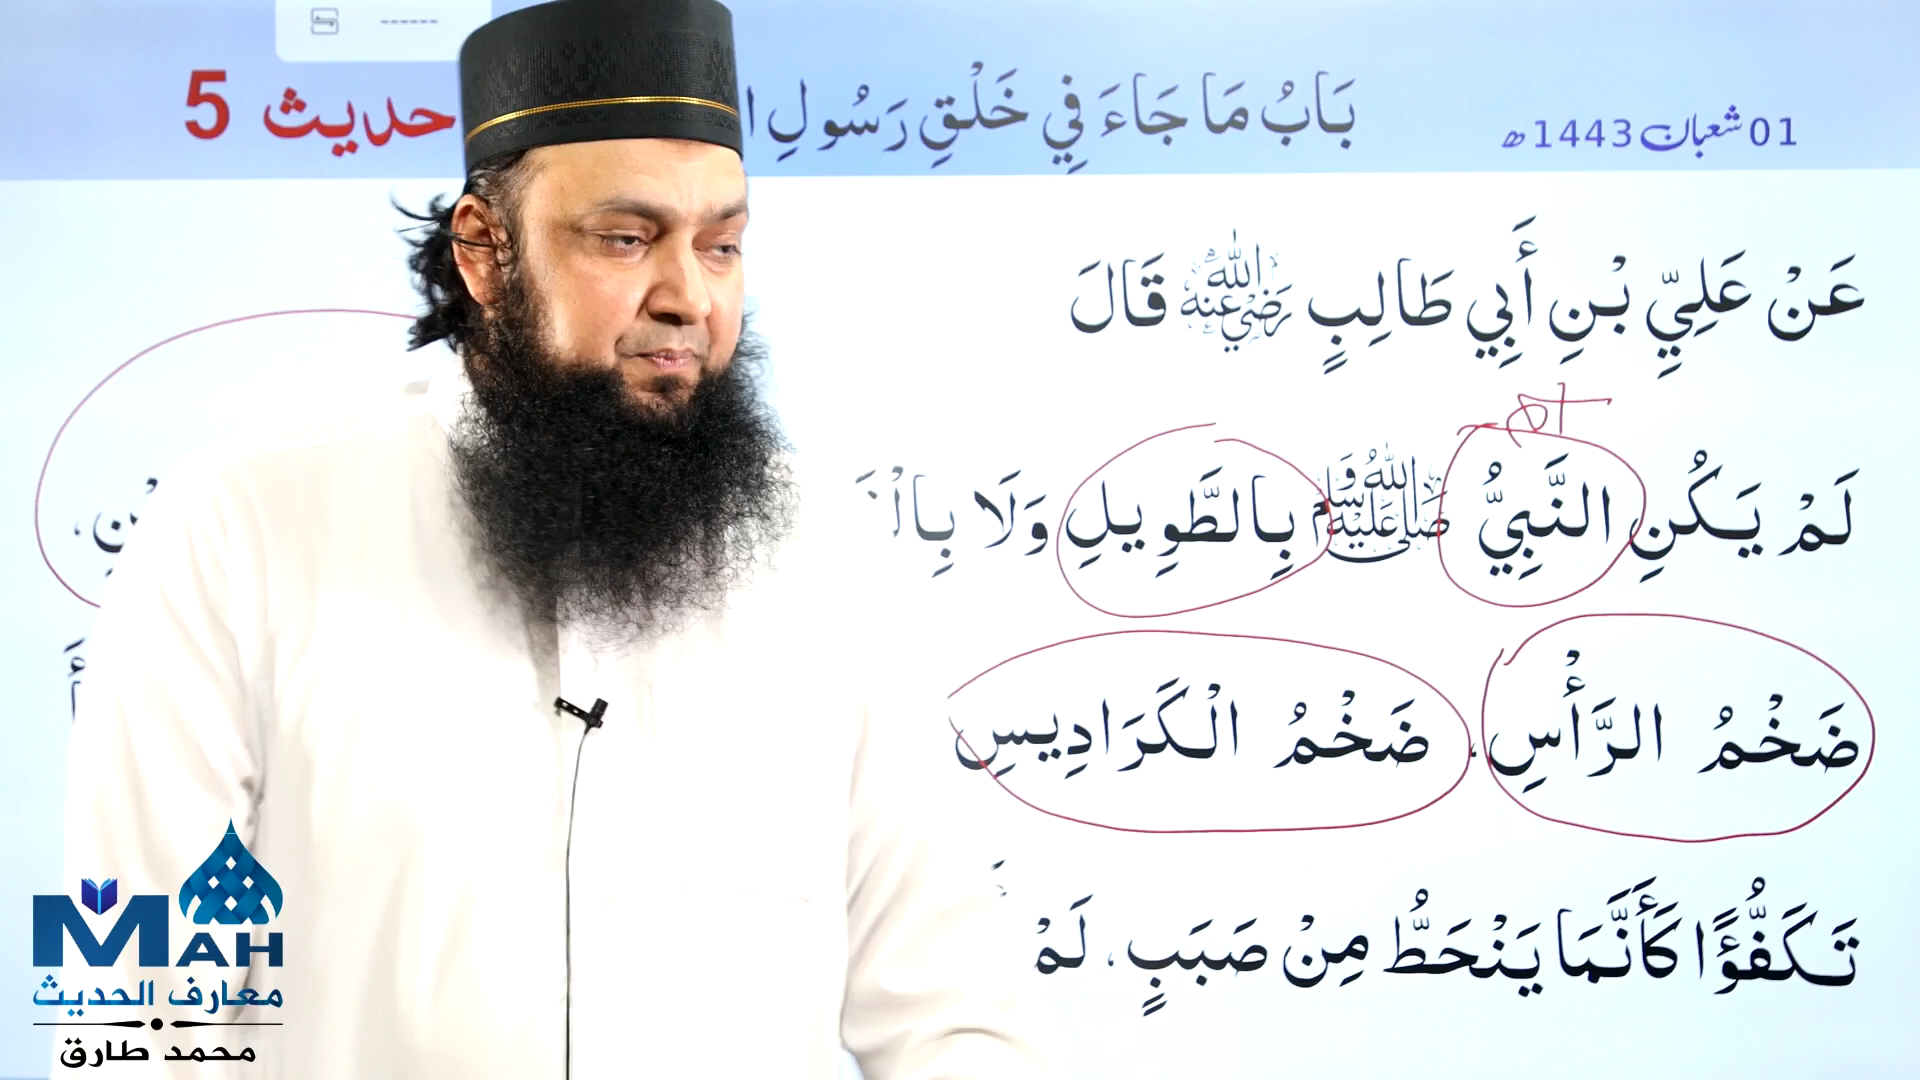 01 شعبان 1443ھ
بَابُ مَا جَاءَ فِي خَلْقِ رَسُولِ
حديث 5
عَنْ عَلِيِّ بْنِ أَبِي طَالِبٍ رَضِيَ اللهُ عَنْهُ قَالَ
لَمْ يَكُنِ النَّبِيُّ صَلَّى اللهُ عَلَيْهِ وَسَلَّمَ بِالطَّوِيلِ وَلَا
ضَخْمُ الرَّأْسِ، ضَخْمُ الْكَرَادِيسِ
تَكَفُّؤًا كَأَنَّمَا يَنْحَطُّ مِنْ صَبَبٍ، لَمْ
MAH
معارف الحديث
محمد طارق